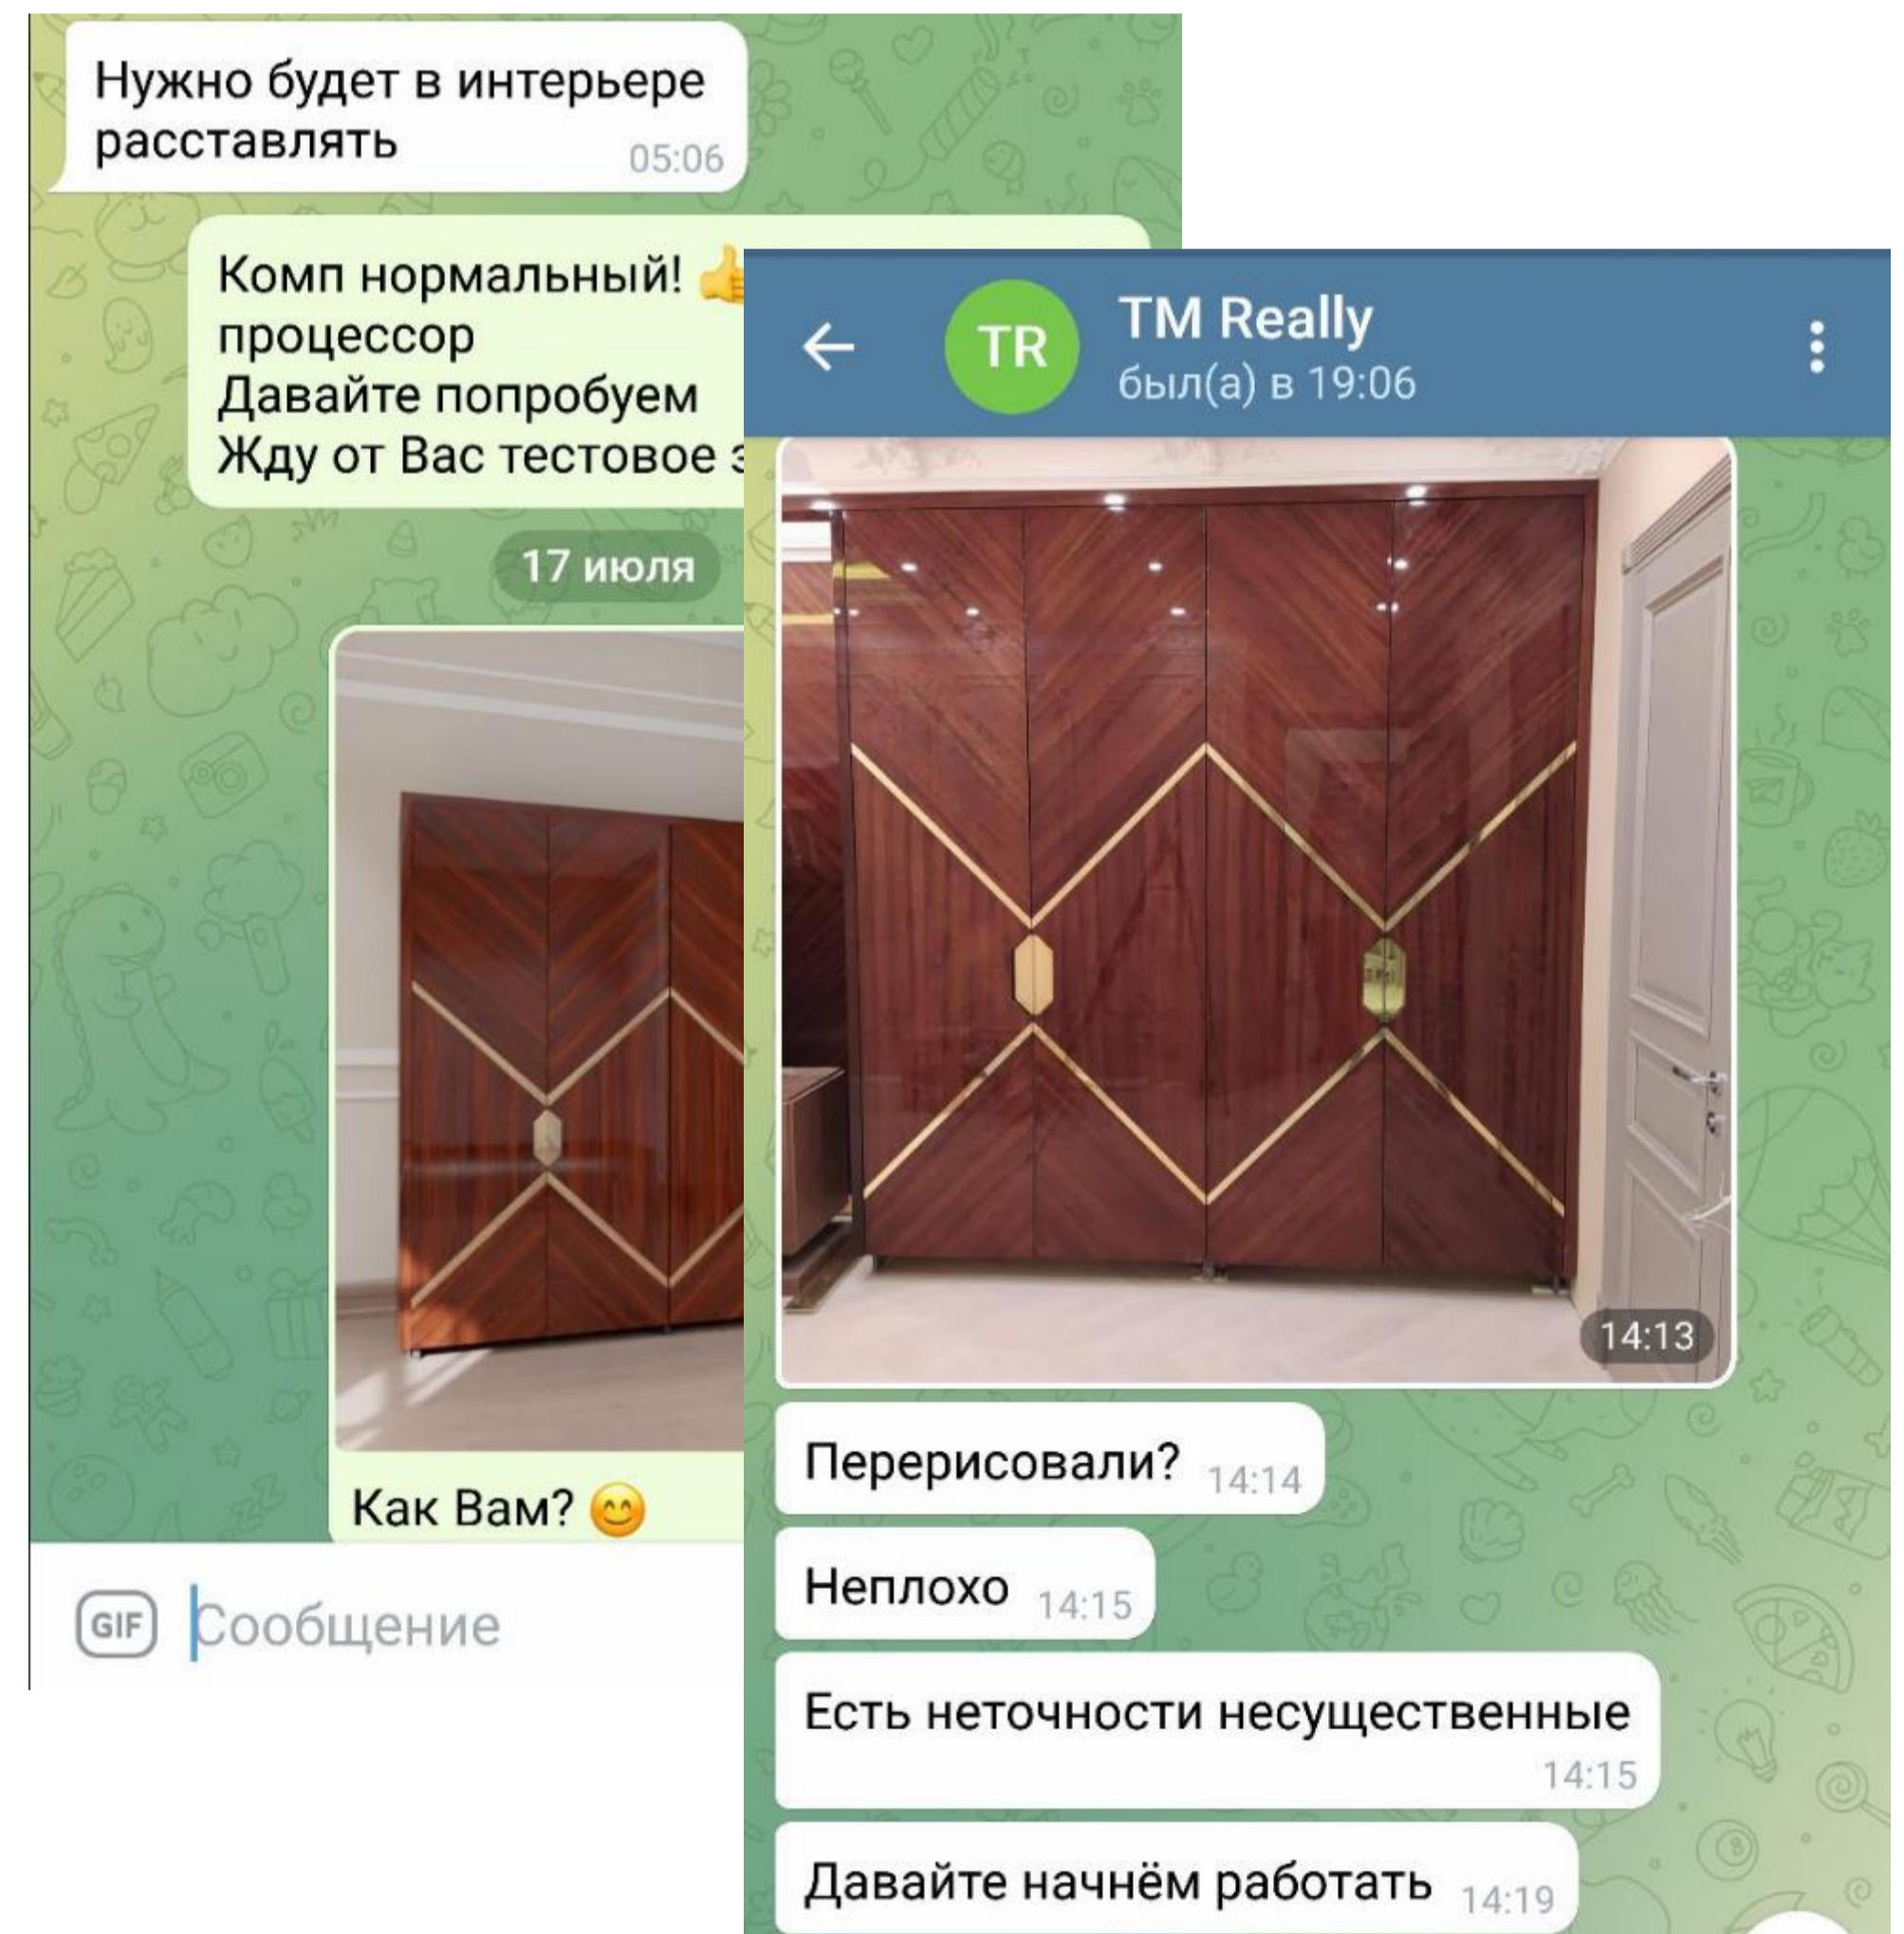 Нужно будет в интерьере
расставлять
05:06
Комп нормальный! 👍
процессор
Давайте попробуем
Жду от Вас тестовое
17 июля
Как Вам? 😊
GIF
Сообщение
TR
TM Really
был(а) в 19:06
14:13
Перерисовали? 14:14
Неплохо 14:15
Есть неточности несущественные
14:15
Давайте начнём работать 14:19